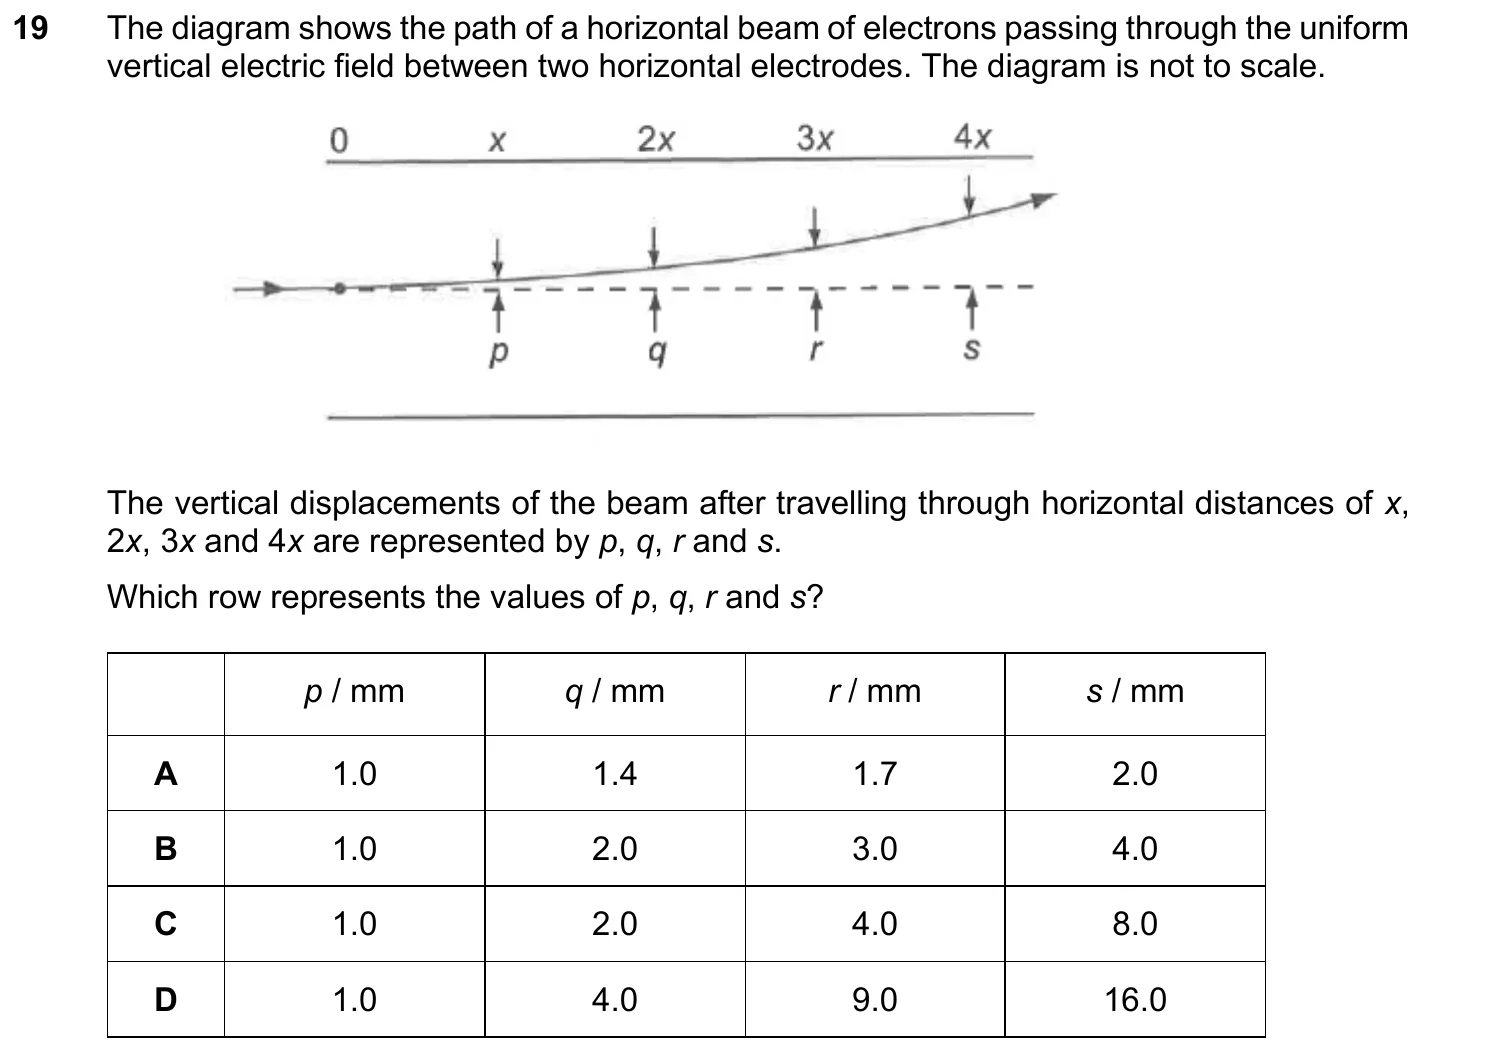 19 The diagram shows the path of a horizontal beam of electrons passing through the uniform
vertical electric field between two horizontal electrodes. The diagram is not to scale.
0 x 2x 3x 4x
p q r s
The vertical displacements of the beam after travelling through horizontal distances of x,
2x, 3x and 4x are represented by p, q, r and s.
Which row represents the values of p, q, r and s?
p / mm q / mm r / mm s / mm
A 1.0 1.4 1.7 2.0
B 1.0 2.0 3.0 4.0
C 1.0 2.0 4.0 8.0
D 1.0 4.0 9.0 16.0